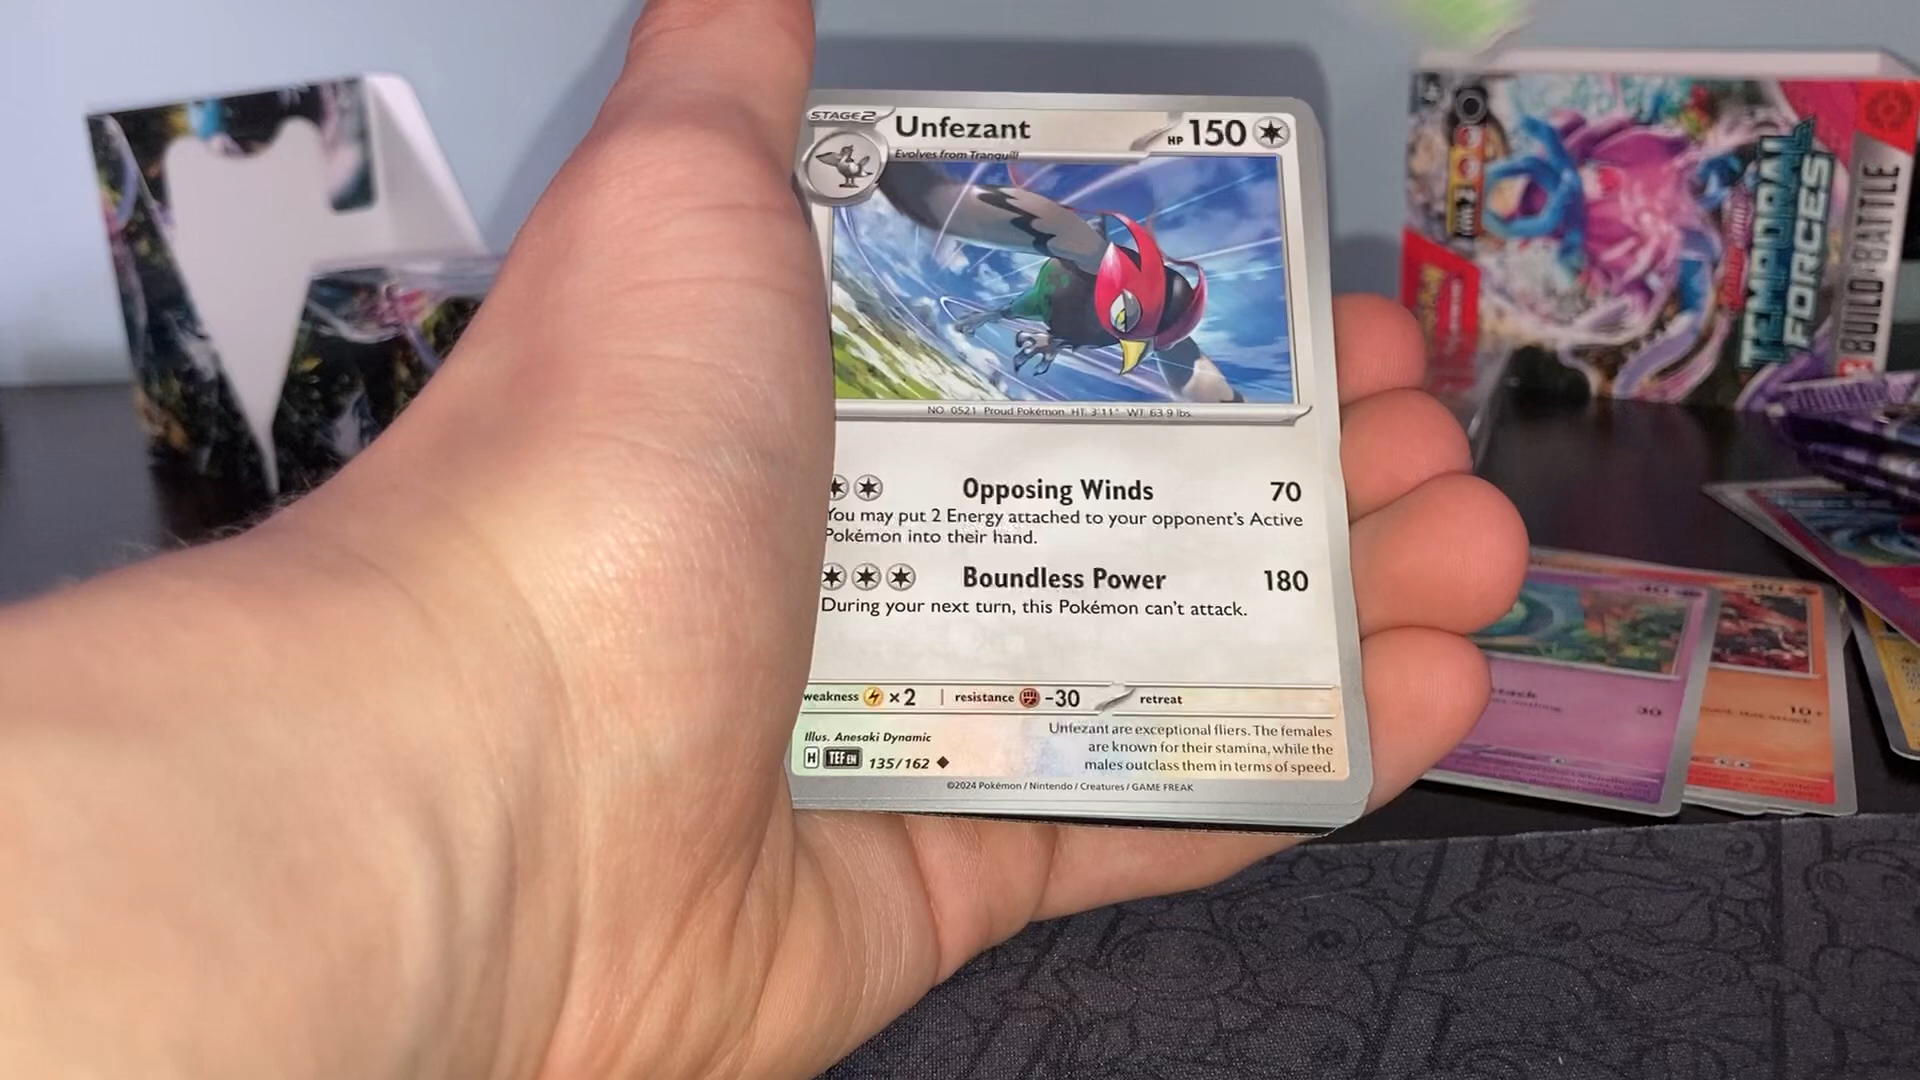 STAGE2
Unfezant
HP 150
Evolves from Tranquill
NO. 0521 Proud Pokémon HT: 3'11" WT: 63.9 lbs.
Opposing Winds 70
You may put 2 Energy attached to your opponent's Active
Pokémon into their hand.
Boundless Power 180
During your next turn, this Pokémon can't attack.
weakness ×2 resistance -30 retreat
Illus. Anesaki Dynamic
H TEF EN 135/162
Unfezant are exceptional fliers. The females
are known for their stamina, while the
males outclass them in terms of speed.
©2024 Pokémon / Nintendo / Creatures / GAME FREAK
TEMPORAL
FORCES
BUILD BATTLE
30
10+